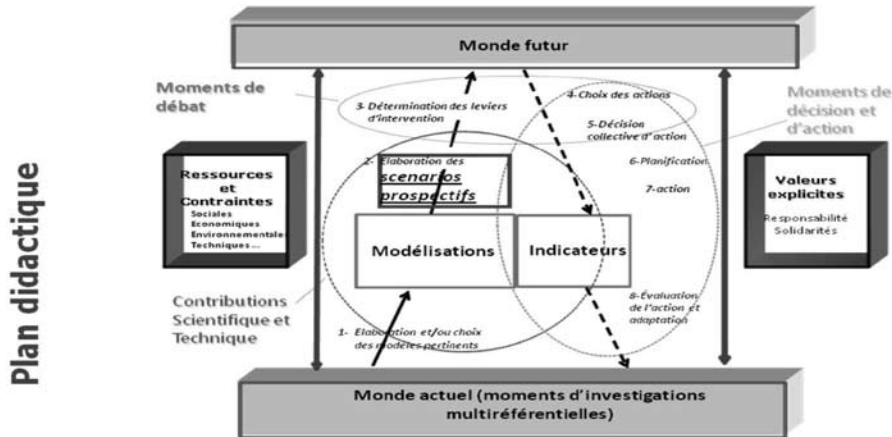 Plan didactique
Monde futur
Moments de
débat
3- Détermination des leviers
d'intervention
4- Choix des actions
5-Décision
collective d'action
6-Planification
7-action
Moments de
décision et
d'action
Ressources
et
Contraintes
Sociales
Economiques
Environnementale
Techniques ...
2- Elaboration des
scenarios
prospectifs
Modélisations
Indicateurs
Valeurs
explicites
Responsabilité
Solidarités
Contributions
Scientifique et
Technique
1- Elaboration et/ou choix
des modèles pertinents
8-Évaluation
de l'action et
adaptation
Monde actuel (moments d'investigations
multiréférentielles)